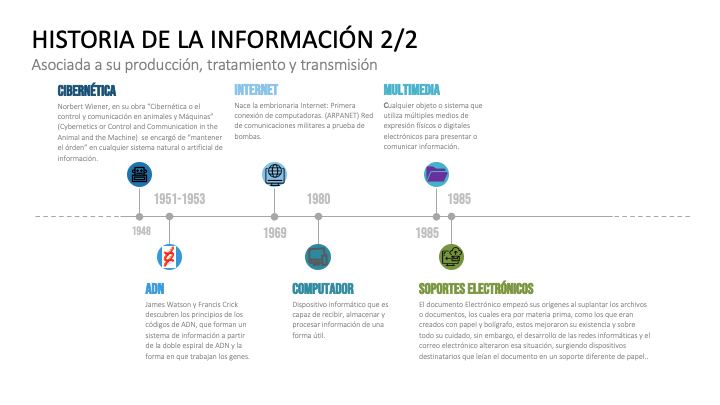 HISTORIA DE LA INFORMACIÓN 2/2
Asociada a su producción, tratamiento y transmisión
CIBERNÉTICA
Norbert Wiener, en su obra "Cibernética o el
control y comunicación en animales y Máquinas"
(Cybernetics or Control and Communication in the
Animal and the Machine) se encargó de "mantener
el órden" en cualquier sistema natural o artificial de
información.
INTERNET
Nace la embrionaria Internet: Primera
conexión de computadoras. (ARPANET) Red
de comunicaciones militares a prueba de
bombas.
MULTIMEDIA
Cualquier objeto o sistema que
utiliza múltiples medios de
expresión físicos o digitales
electrónicos para presentar o
comunicar información.
1951-1953
1980
1985
1948
1969
1985
ADN
James Watson y Francis Crick
descubren los principios de los
códigos de ADN, que forman un
sistema de información a partir
de la doble espiral de ADN y la
forma en que trabajan los genes.
COMPUTADOR
Dispositivo informático que es
capaz de recibir, almacenar y
procesar información de una
forma útil.
SOPORTES ELECTRÓNICOS
El documento Electrónico empezó sus orígenes al suplantar los archivos
o documentos, los cuales era por materia prima, como los que eran
creados con papel y bolígrafo, estos mejoraron su existencia y sobre
todo su cuidado, sin embargo, el desarrollo de las redes informáticas y el
correo electrónico alteraron esa situación, surgiendo dispositivos
destinatarios que leían el documento en un soporte diferente de papel..